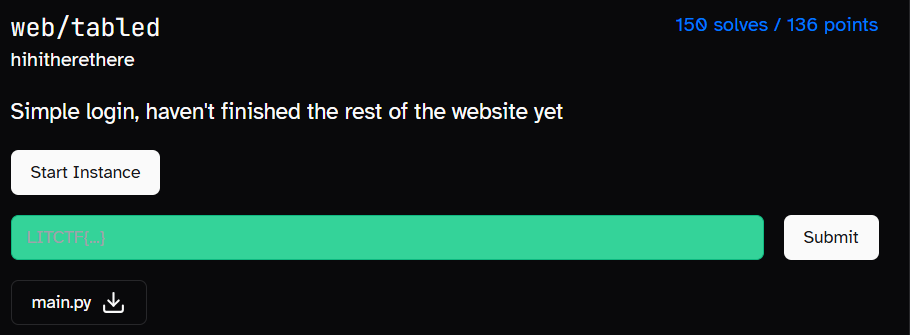 web/tabled
150 solves / 136 points
hihitherethere
Simple login, haven't finished the rest of the website yet
Start Instance
LITCTF{...}
Submit
main.py